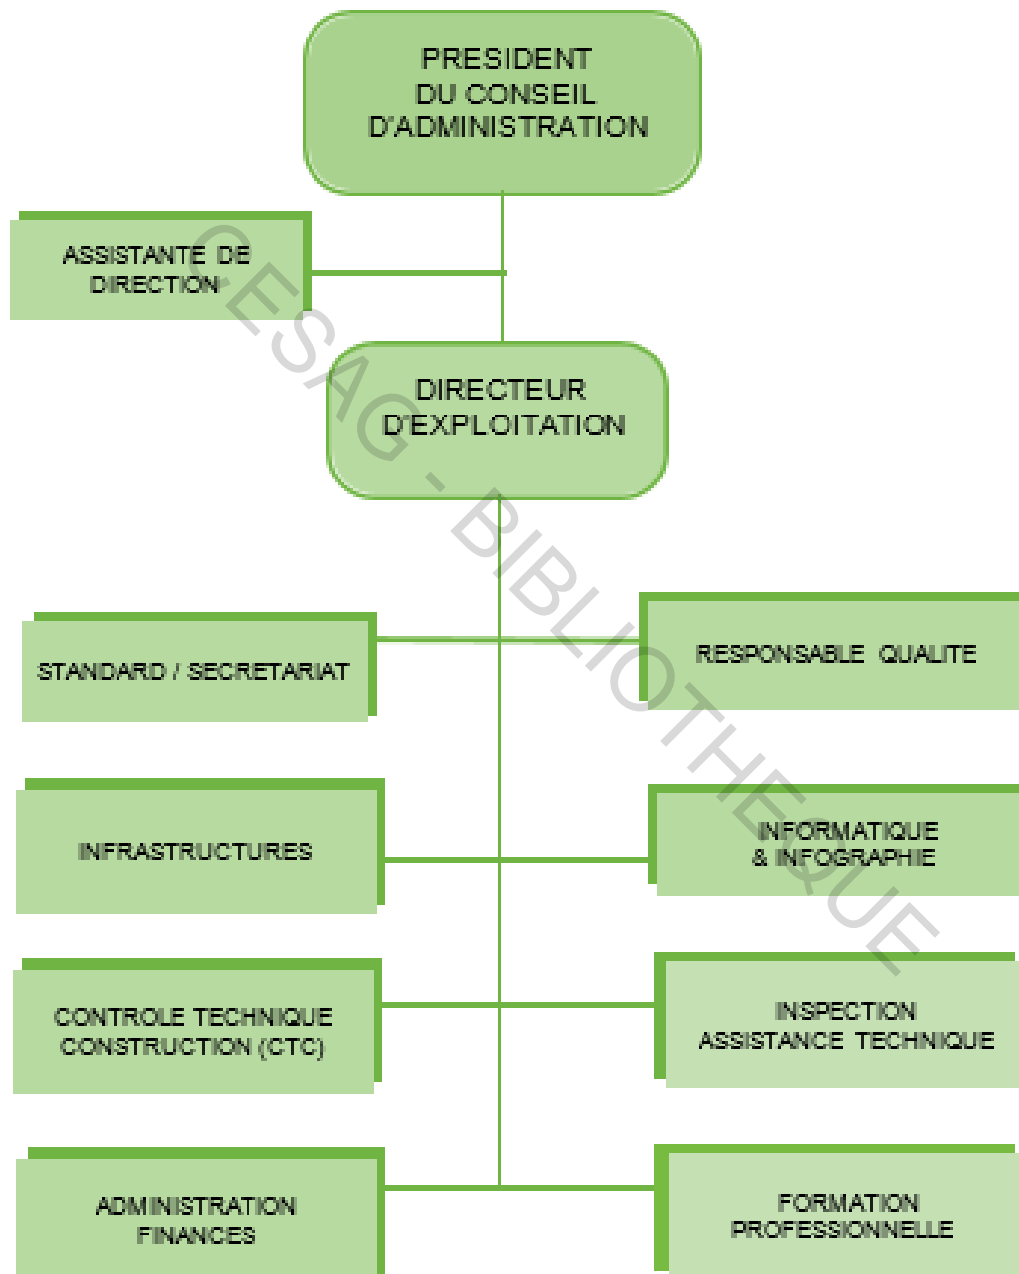 PRESIDENT
DU CONSEIL
D'ADMINISTRATION
ASSISTANTE DE
DIRECTION
DIRECTEUR
D'EXPLOITATION
STANDARD / SECRETARIAT
RESPONSABLE QUALITE
INFRASTRUCTURES
INFORMATIQUE
& INFOGRAPHIE
CONTROLE TECHNIQUE
CONSTRUCTION (CTC)
INSPECTION
ASSISTANCE TECHNIQUE
ADMINISTRATION
FINANCES
FORMATION
PROFESSIONNELLE
CESAG - BIBLIOTHEQUE